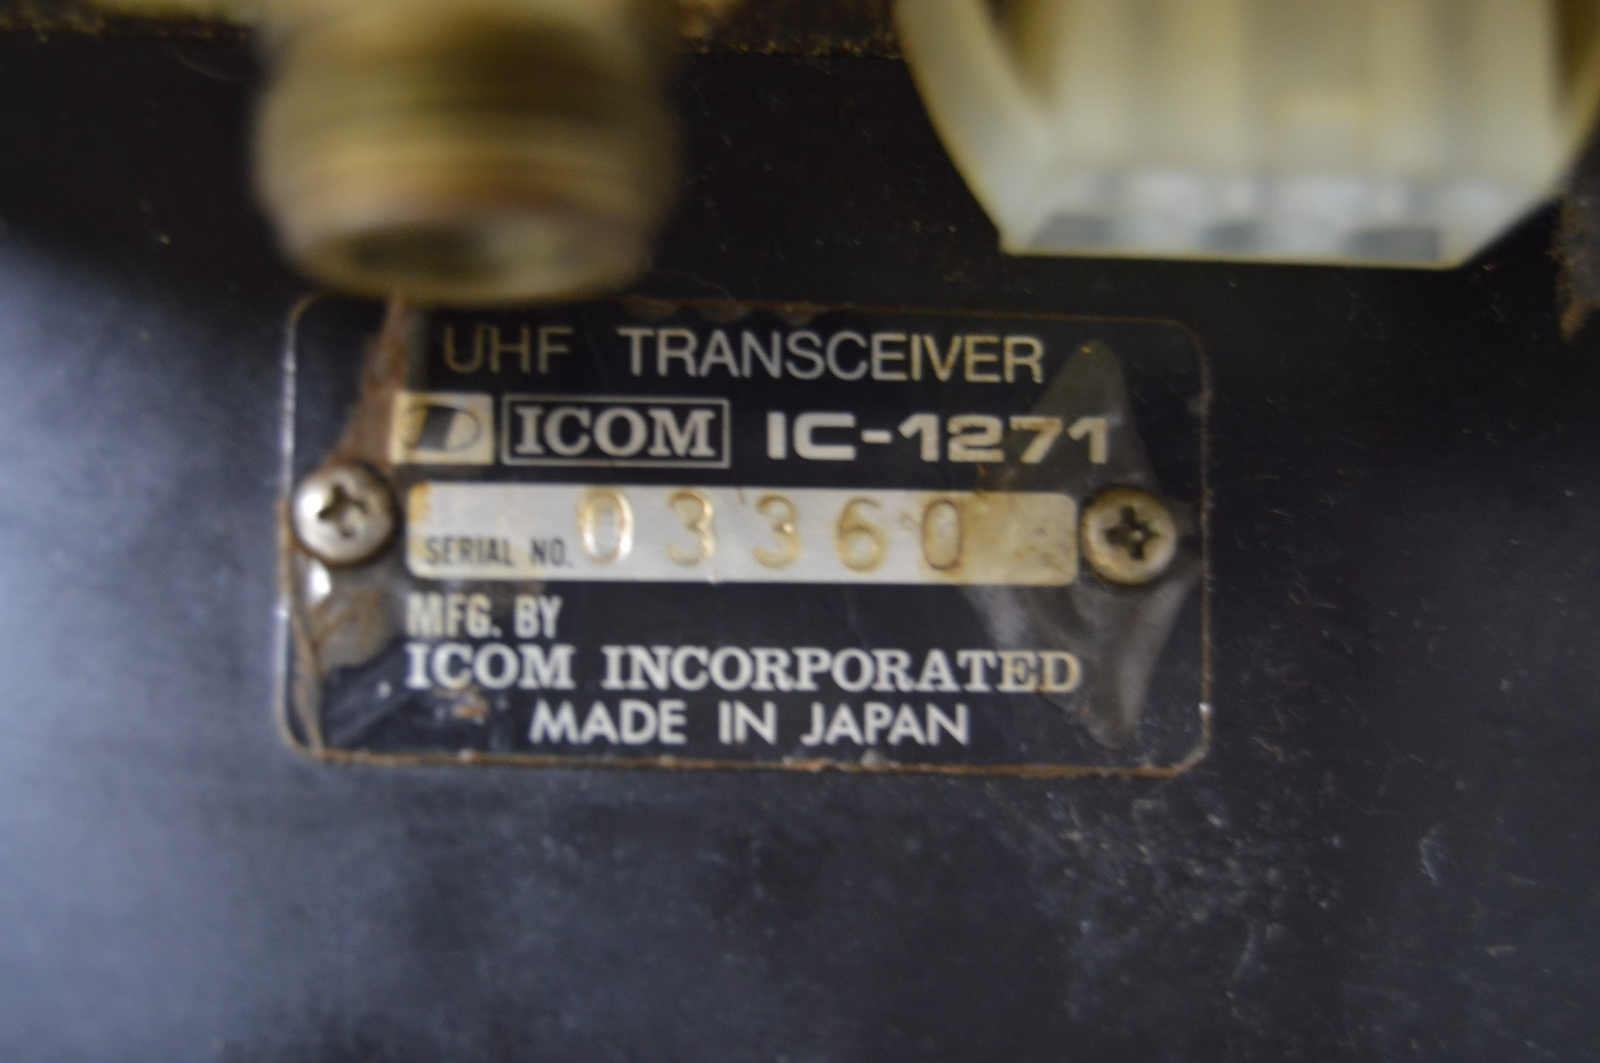 UHF TRANSCEIVER
ICOM IC-1271
SERIAL NO. 03360
MFG. BY
ICOM INCORPORATED
MADE IN JAPAN